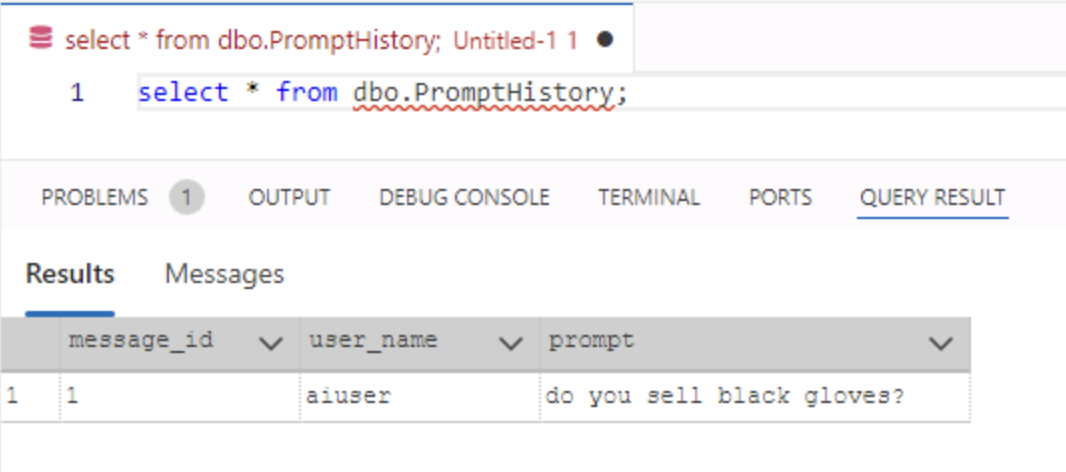 select * from dbo.PromptHistory; Untitled-1 1
1 select * from dbo.PromptHistory;
PROBLEMS 1 OUTPUT DEBUG CONSOLE TERMINAL PORTS QUERY RESULT
Results Messages
message_id user_name prompt
1 1 aiuser do you sell black gloves?